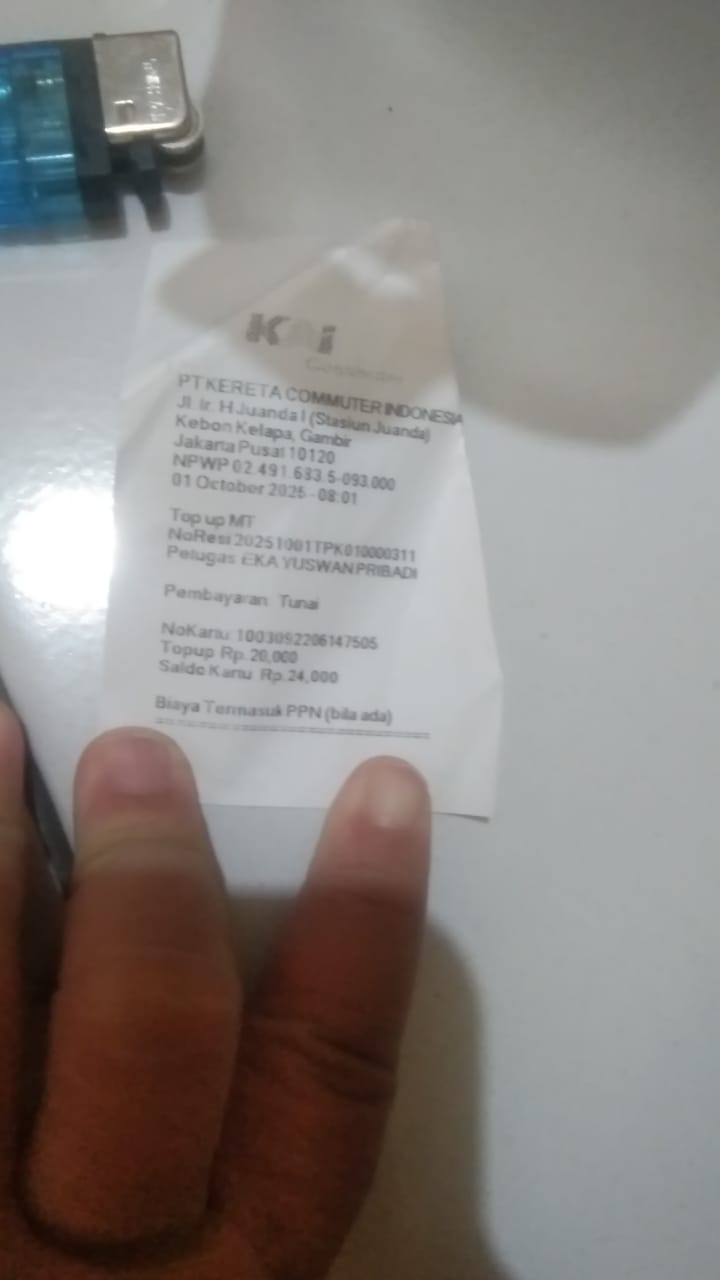 KAI
Commuter
PT KERETA COMMUTER INDONESIA
Jl. Ir. H Juanda I (Stasiun Juanda)
Kebon Kelapa, Gambir
Jakarta Pusat 10120
NPWP 02.491.683.5-093.000
01 October 2025 - 08:01
Top up MT
NoResi 20251001TPK010000311
Petugas EKA YUSWAN PRIBADI
Pembayaran: Tunai
NoKartu: 1003092206147505
Topup Rp. 20,000
Saldo Kartu Rp. 24,000
Biaya Termasuk PPN (bila ada)